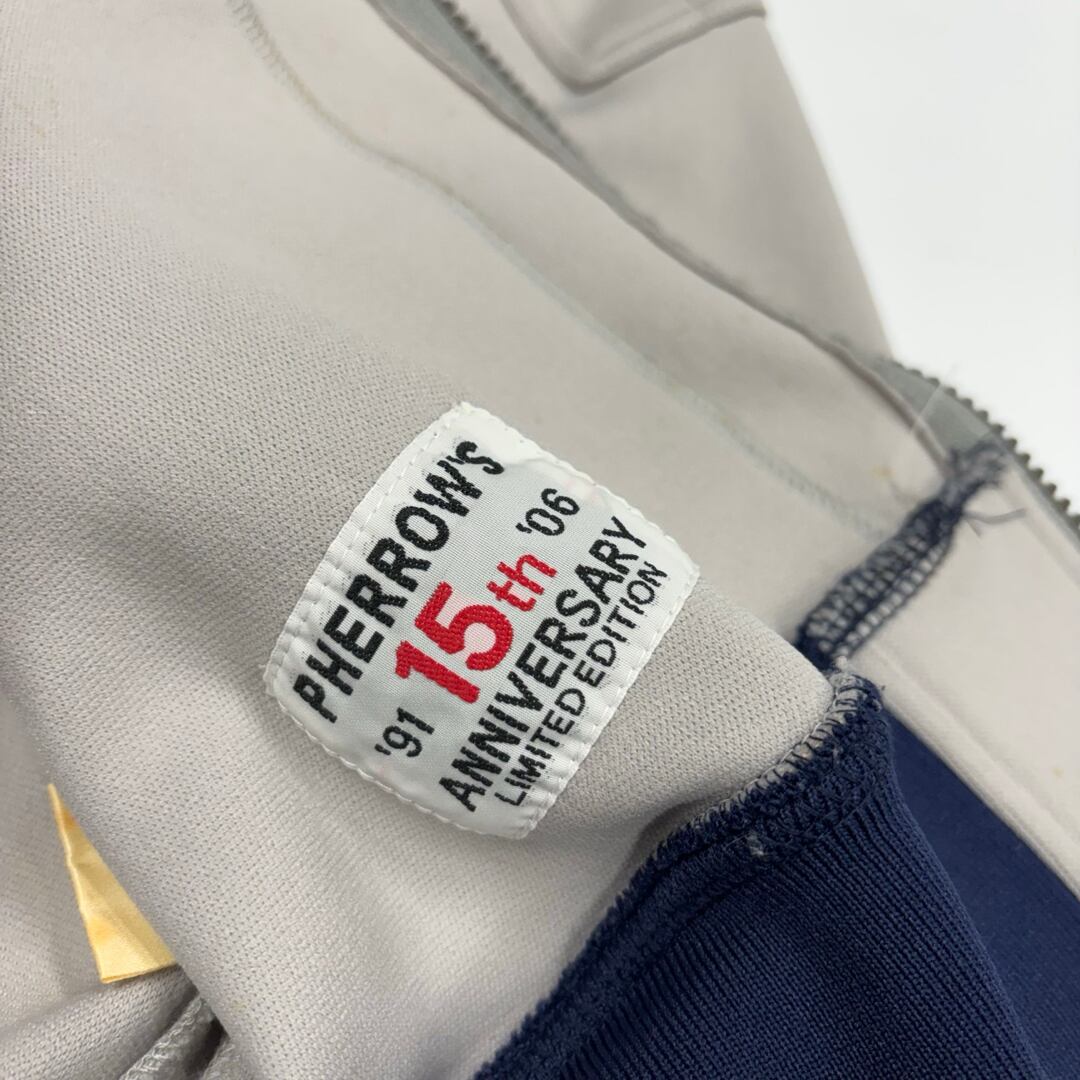 PHERROW'S
'91 15th '06
ANNIVERSARY
LIMITED EDITION